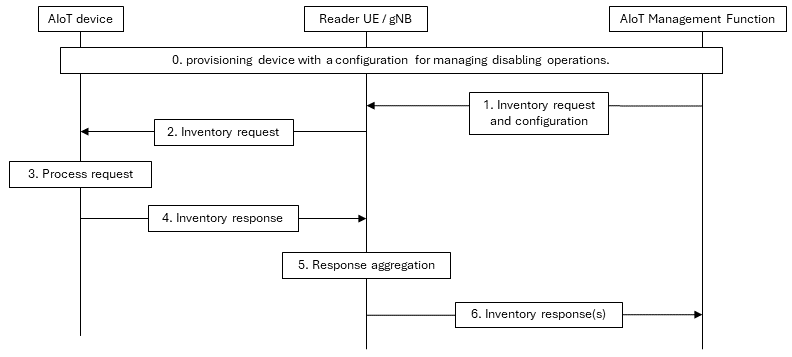 AIoT device
Reader UE / gNB
AIoT Management Function
0. provisioning device with a configuration for managing disabling operations.
1. Inventory request
and configuration
2. Inventory request
3. Process request
4. Inventory response
5. Response aggregation
6. Inventory response(s)